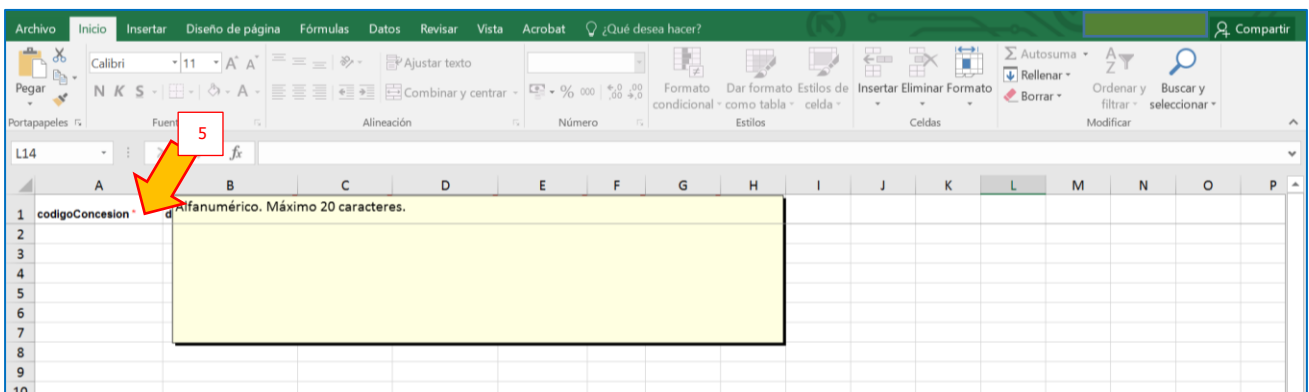 Archivo Inicio Insertar Diseño de página Fórmulas Datos Revisar Vista Acrobat ¿Qué desea hacer? Compartir
Pegar
Calibri 11 A A
N K S A
Ajustar texto
Combinar y centrar
% 000
Formato condicional
Dar formato como tabla
Estilos de celda
Insertar Eliminar Formato
Σ Autosuma
Rellenar
Borrar
Ordenar y filtrar
Buscar y seleccionar
Portapapeles Fuent Alineación Número Estilos Celdas Modificar
5
L14 fx
A B C D E F G H I J K L M N O P
1 codigoConcesion * d Alfanumérico. Máximo 20 caracteres.
2
3
4
5
6
7
8
9
10